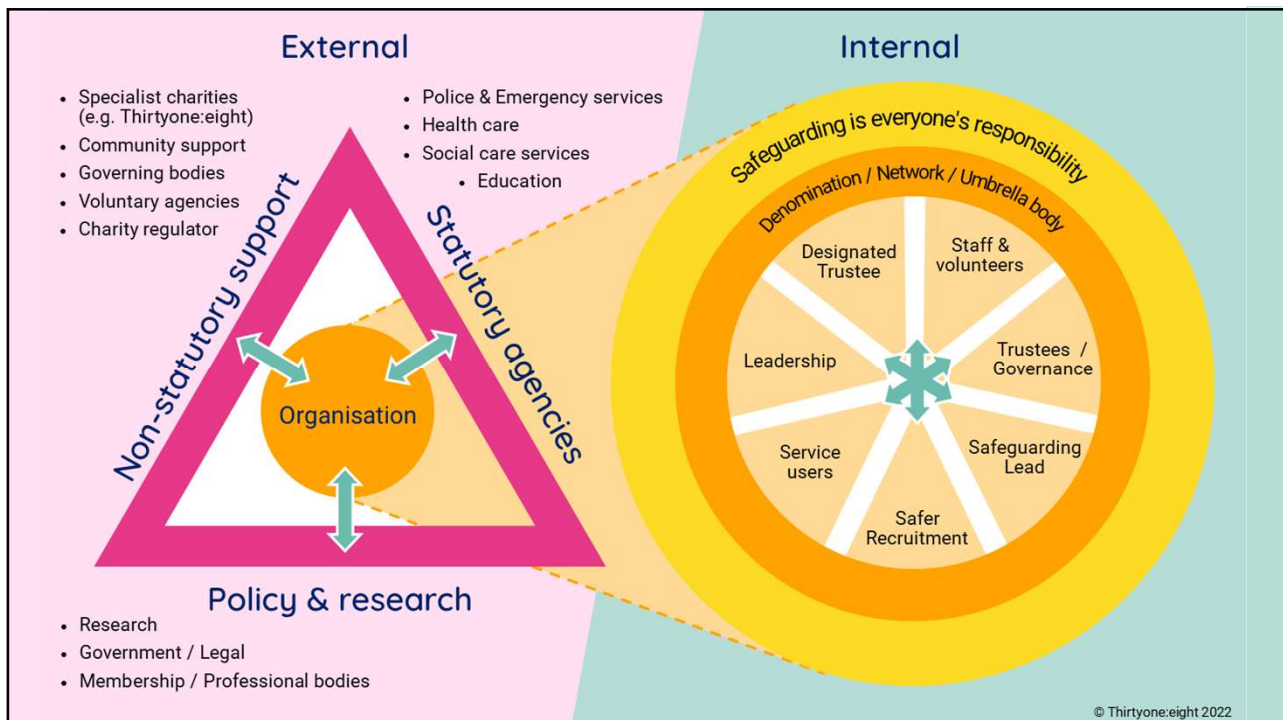 External
• Specialist charities
(e.g. Thirtyone:eight)
• Community support
• Governing bodies
• Voluntary agencies
• Charity regulator
• Police & Emergency services
• Health care
• Social care services
• Education
Non-statutory support
Statutory agencies
Organisation
Policy & research
• Research
• Government / Legal
• Membership / Professional bodies
Internal
Safeguarding is everyone's responsibility
Denomination / Network / Umbrella body
Designated
Trustee
Staff &
volunteers
Leadership
Trustees /
Governance
Service
users
Safeguarding
Lead
Safer
Recruitment
© Thirtyone:eight 2022